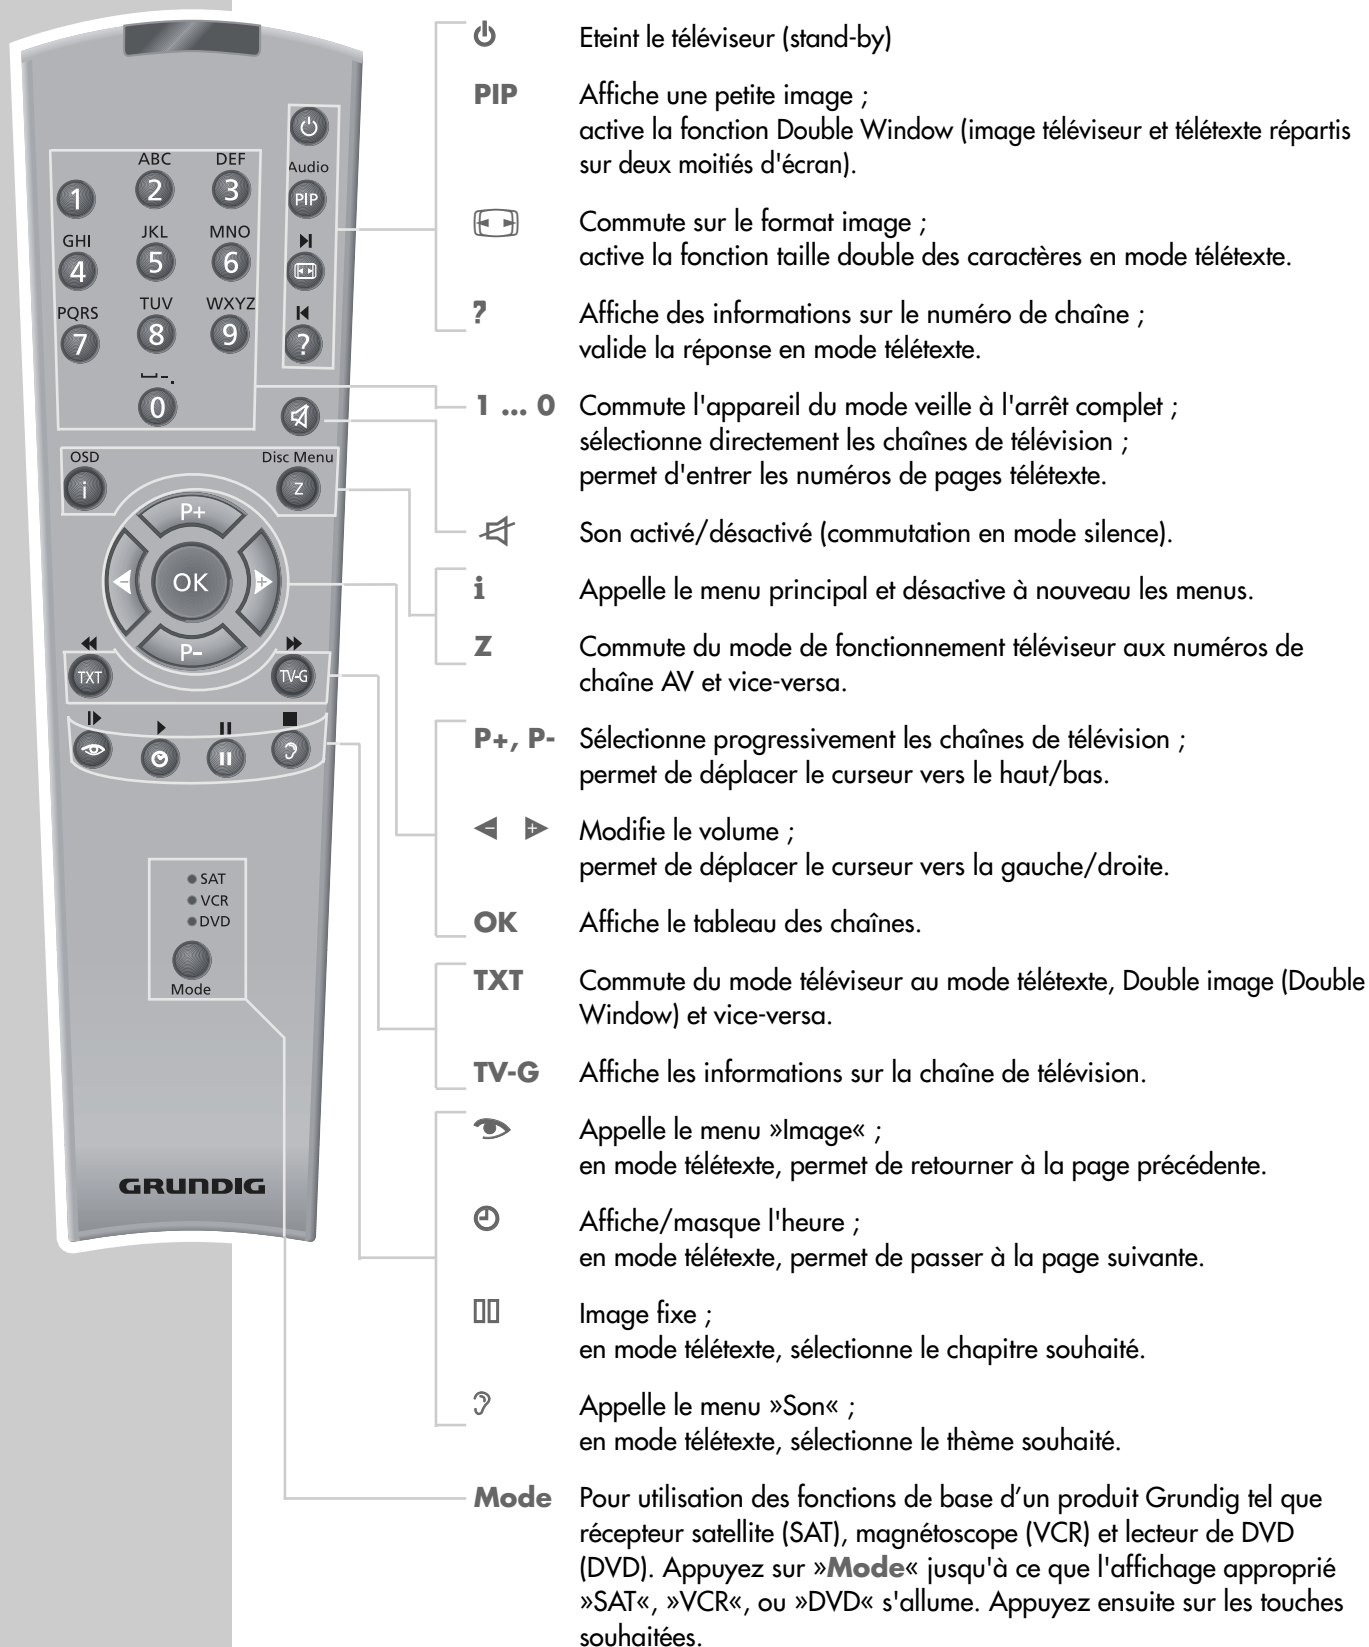 Audio
PIP
1
ABC
2
DEF
3
GHI
4
JKL
5
MNO
6
PQRS
7
TUV
8
WXYZ
9
?
0
OSD
i
Disc Menu
Z
P+
-
OK
+
P-
TXT
TV-G
SAT
VCR
DVD
Mode
GRUNDIG
Eteint le téléviseur (stand-by)
PIP Affiche une petite image ;
active la fonction Double Window (image téléviseur et télétexte répartis
sur deux moitiés d'écran).
Commute sur le format image ;
active la fonction taille double des caractères en mode télétexte.
? Affiche des informations sur le numéro de chaîne ;
valide la réponse en mode télétexte.
1 ... 0 Commute l'appareil du mode veille à l'arrêt complet ;
sélectionne directement les chaînes de télévision ;
permet d'entrer les numéros de pages télétexte.
Son activé/désactivé (commutation en mode silence).
i Appelle le menu principal et désactive à nouveau les menus.
Z Commute du mode de fonctionnement téléviseur aux numéros de
chaîne AV et vice-versa.
P+, P- Sélectionne progressivement les chaînes de télévision ;
permet de déplacer le curseur vers le haut/bas.
- + Modifie le volume ;
permet de déplacer le curseur vers la gauche/droite.
OK Affiche le tableau des chaînes.
TXT Commute du mode téléviseur au mode télétexte, Double image (Double
Window) et vice-versa.
TV-G Affiche les informations sur la chaîne de télévision.
Appelle le menu »Image« ;
en mode télétexte, permet de retourner à la page précédente.
Affiche/masque l'heure ;
en mode télétexte, permet de passer à la page suivante.
Image fixe ;
en mode télétexte, sélectionne le chapitre souhaité.
Appelle le menu »Son« ;
en mode télétexte, sélectionne le thème souhaité.
Mode Pour utilisation des fonctions de base d’un produit Grundig tel que
récepteur satellite (SAT), magnétoscope (VCR) et lecteur de DVD
(DVD). Appuyez sur »Mode« jusqu'à ce que l'affichage approprié
»SAT«, »VCR«, ou »DVD« s'allume. Appuyez ensuite sur les touches
souhaitées.